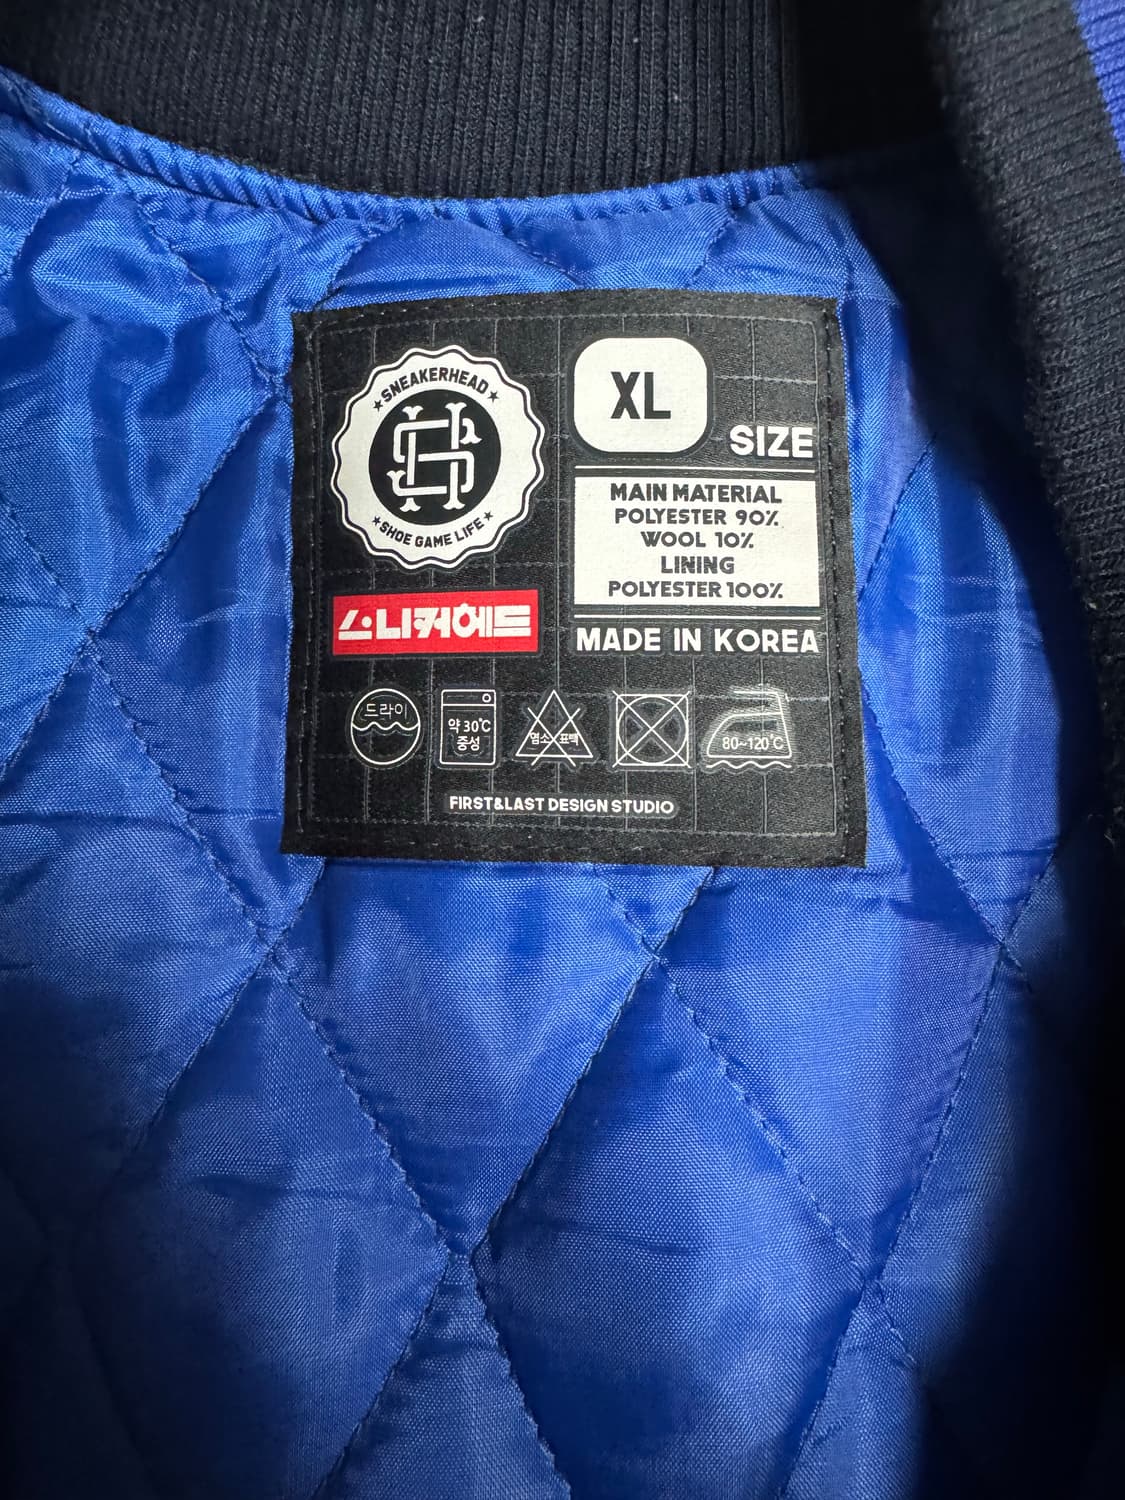 SNEAKERHEAD
SH
SHOE GAME LIFE
스니커헤드
XL
SIZE
MAIN MATERIAL
POLYESTER 90%
WOOL 10%
LINING
POLYESTER 100%
MADE IN KOREA
드라이
약 30℃
중성
염소 표백
80~120℃
FIRST&LAST DESIGN STUDIO